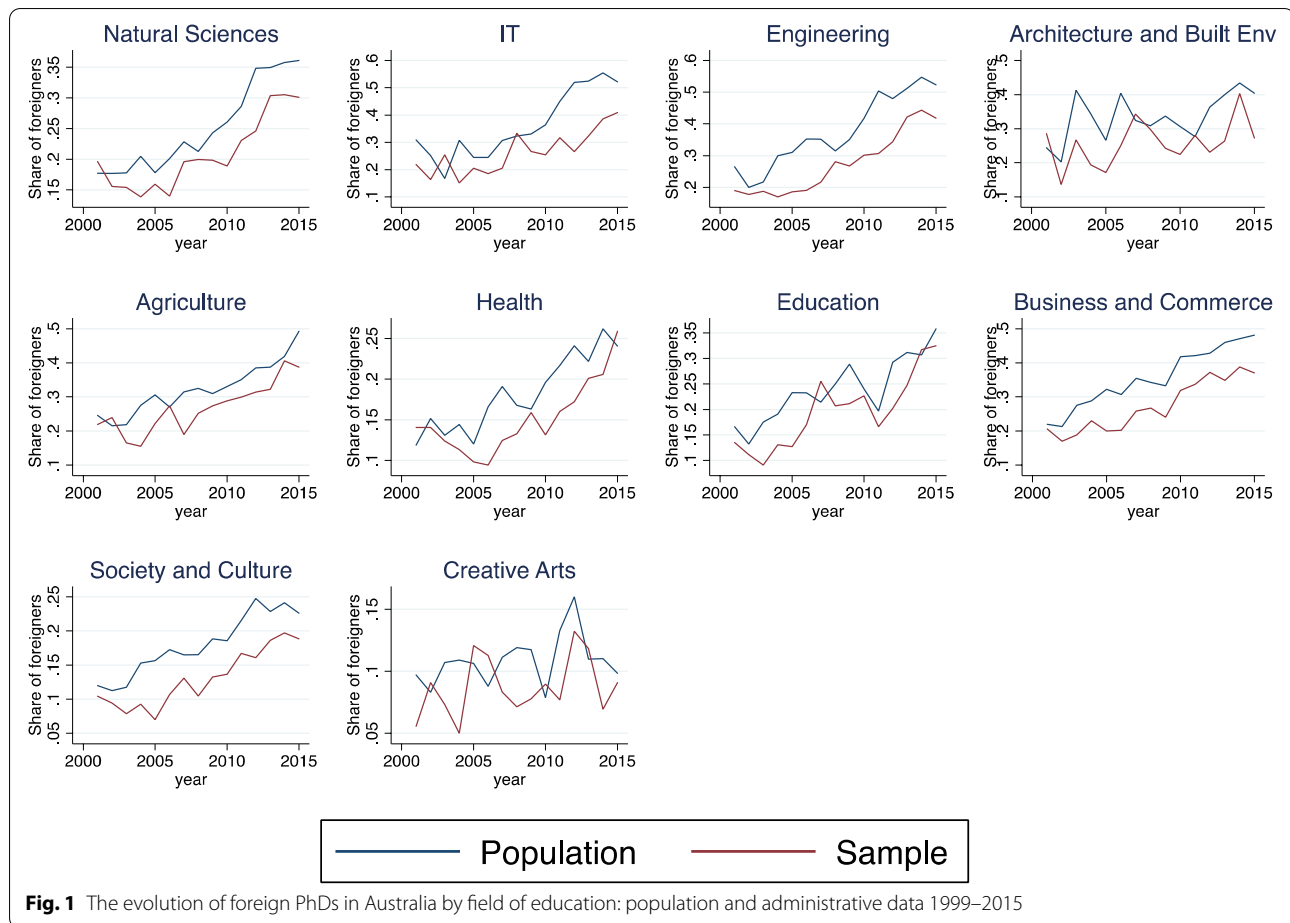 Natural Sciences
IT
Engineering
Architecture and Built Env
Share of foreigners
.15 .2 .25 .3 .35
2000 2005 2010 2015
year
Share of foreigners
.1 .2 .3 .4 .5 .6
2000 2005 2010 2015
year
Share of foreigners
.2 .3 .4 .5 .6
2000 2005 2010 2015
year
Share of foreigners
.1 .2 .3 .4 .5
2000 2005 2010 2015
year
Agriculture
Health
Education
Business and Commerce
Share of foreigners
.1 .2 .3 .4 .5
2000 2005 2010 2015
year
Share of foreigners
.1 .15 .2 .25
2000 2005 2010 2015
year
Share of foreigners
.1 .15 .2 .25 .3 .35
2000 2005 2010 2015
year
Share of foreigners
.1 .2 .3 .4 .5
2000 2005 2010 2015
year
Society and Culture
Creative Arts
Share of foreigners
.05 .1 .15 .2 .25
2000 2005 2010 2015
year
Share of foreigners
.05 .1 .15
2000 2005 2010 2015
year
Population Sample
Fig. 1 The evolution of foreign PhDs in Australia by field of education: population and administrative data 1999–2015